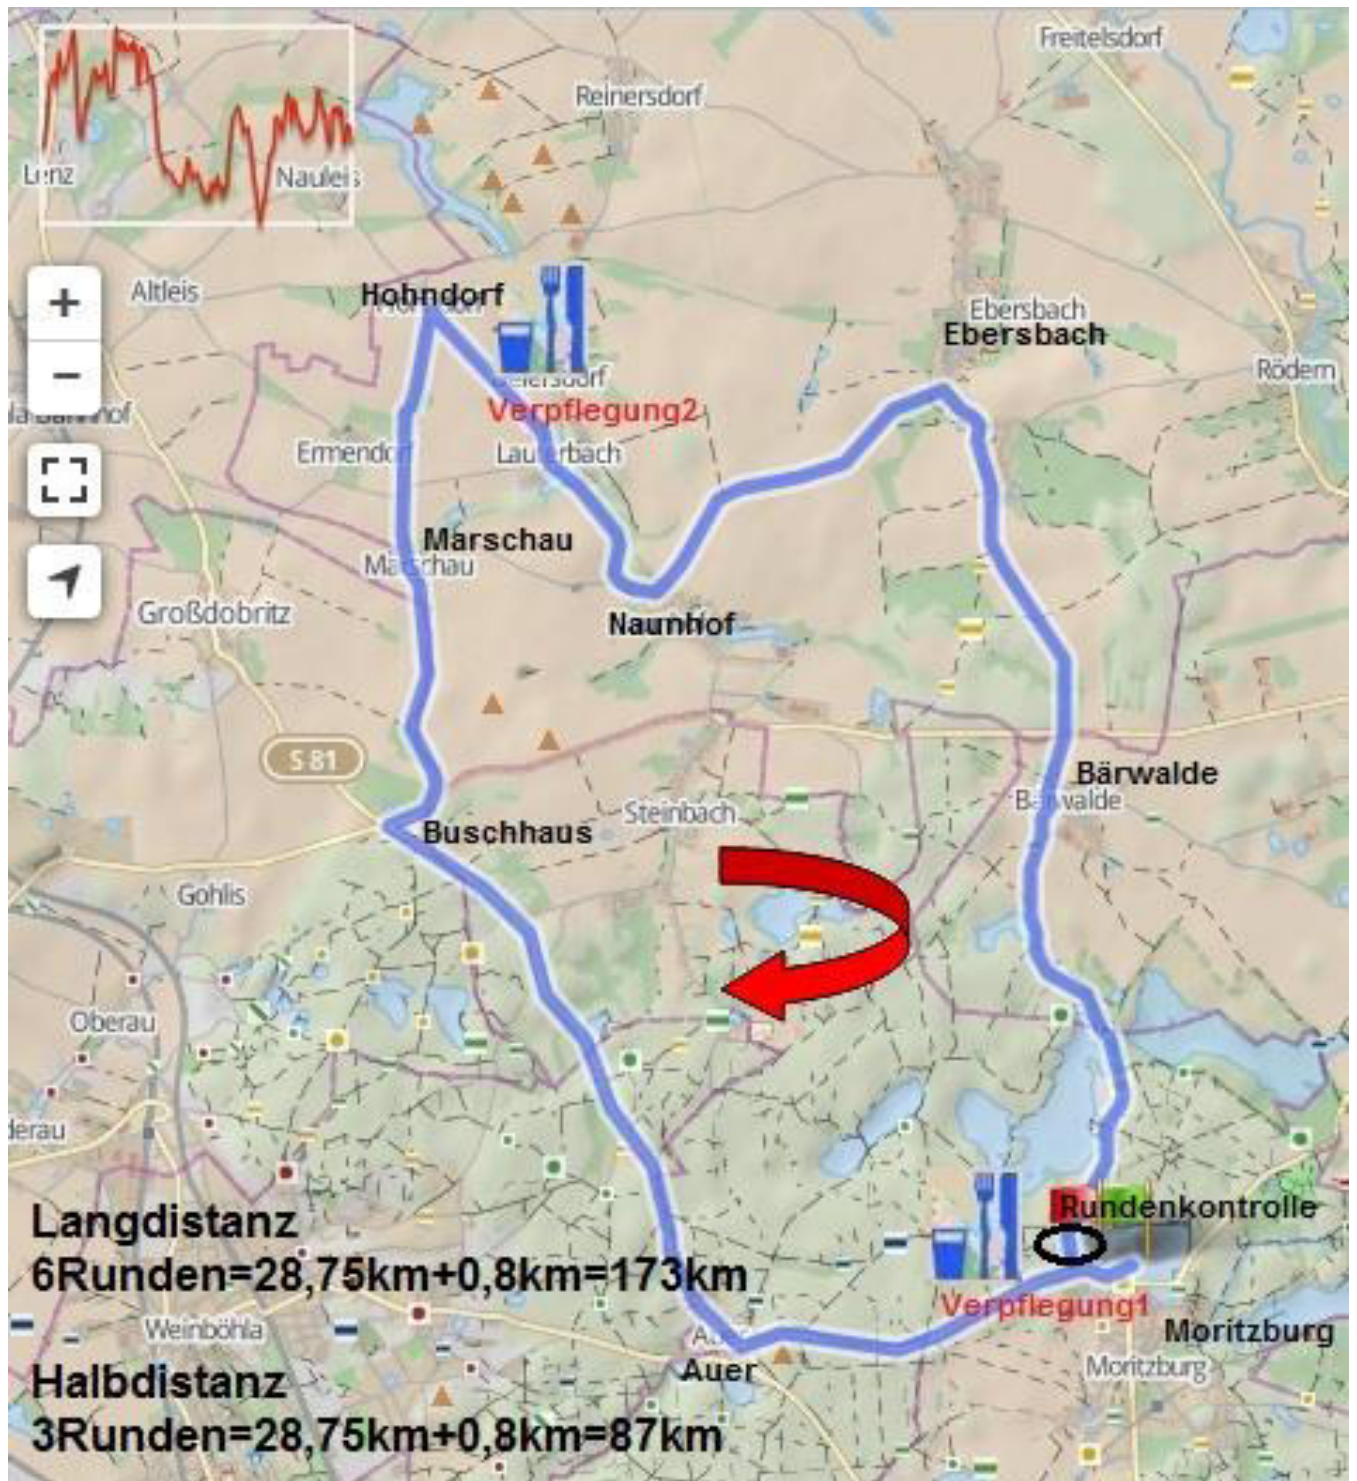 Freitelsdorf
Reinersdorf
Lenz
Nauleis
Altleis
Hohndorf
Ebersbach
Ebersbach
Rödern
Verpflegung2
Ermendorf
Lauterbach
Marschau
Marschau
Großdobritz
Naunhof
S 81
Bärwalde
Bärwalde
Steinbach
Buschhaus
Gohlis
Oberau
derau
Rundenkontrolle
Langdistanz
6Runden=28,75km+0,8km=173km
Verpflegung1
Weinböhla
Moritzburg
Auer
Moritzburg
Halbdistanz
3Runden=28,75km+0,8km=87km